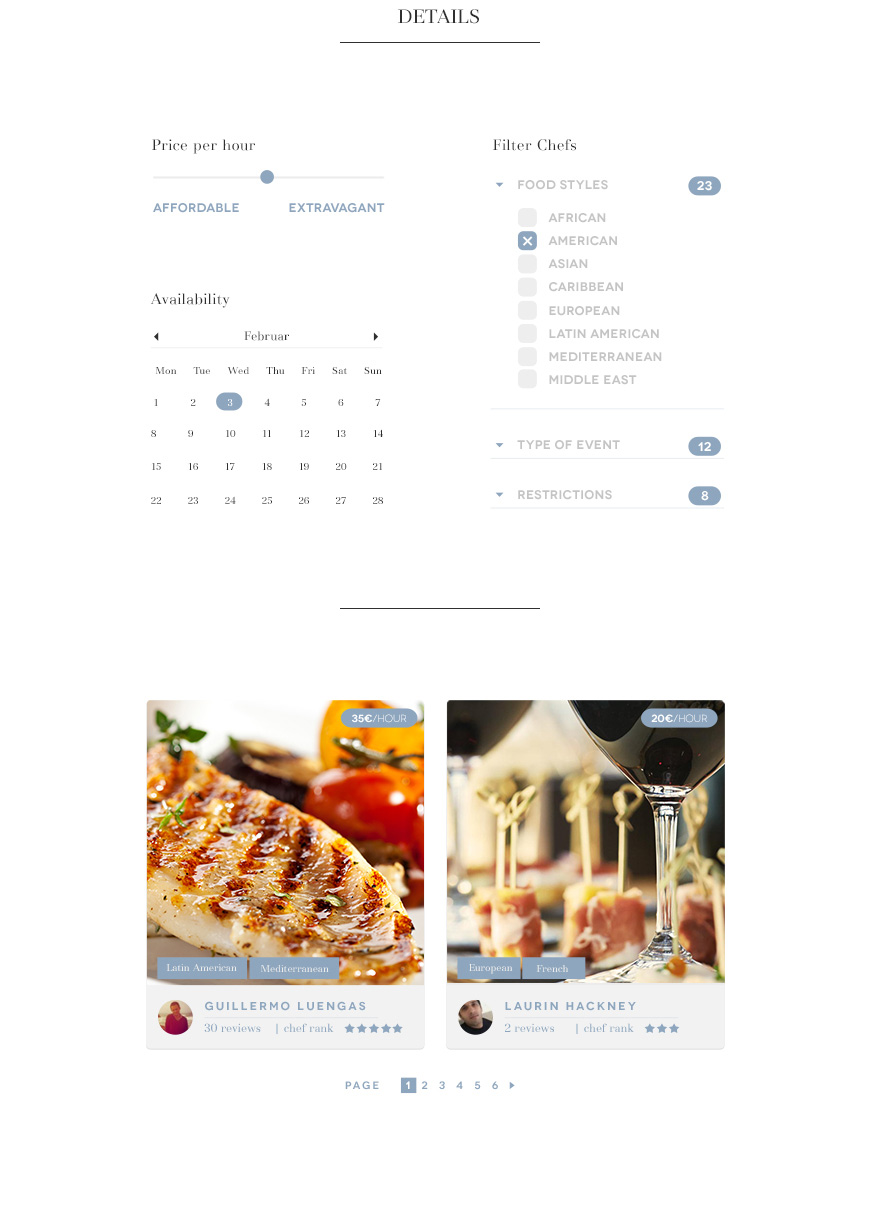 DETAILS
Price per hour
AFFORDABLE EXTRAVAGANT
Availability
Februar
Mon Tue Wed Thu Fri Sat Sun
1 2 3 4 5 6 7
8 9 10 11 12 13 14
15 16 17 18 19 20 21
22 23 24 25 26 27 28
Filter Chefs
FOOD STYLES 23
AFRICAN
AMERICAN
ASIAN
CARIBBEAN
EUROPEAN
LATIN AMERICAN
MEDITERRANEAN
MIDDLE EAST
TYPE OF EVENT 12
RESTRICTIONS 8
35€/HOUR
Latin American Mediterranean
GUILLERMO LUENGAS
30 reviews | chef rank
20€/HOUR
European French
LAURIN HACKNEY
2 reviews | chef rank
PAGE 1 2 3 4 5 6